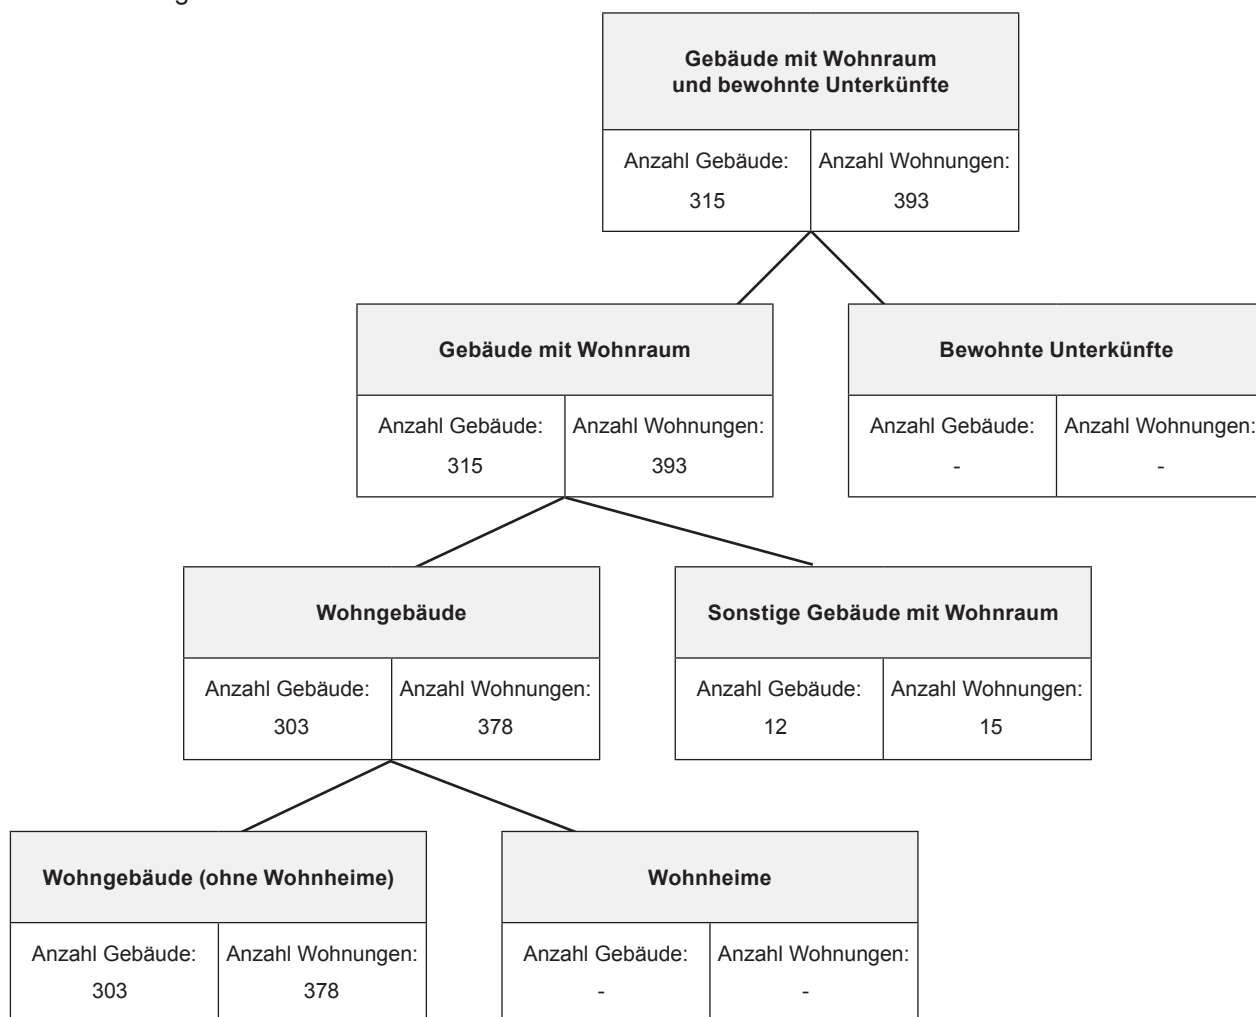 Gebäude mit Wohnraum
und bewohnte Unterkünfte
Anzahl Gebäude: Anzahl Wohnungen:
315 393
Gebäude mit Wohnraum
Bewohnte Unterkünfte
Anzahl Gebäude: Anzahl Wohnungen:
315 393
Anzahl Gebäude: Anzahl Wohnungen:
- -
Wohngebäude
Sonstige Gebäude mit Wohnraum
Anzahl Gebäude: Anzahl Wohnungen:
303 378
Anzahl Gebäude: Anzahl Wohnungen:
12 15
Wohngebäude (ohne Wohnheime)
Wohnheime
Anzahl Gebäude: Anzahl Wohnungen:
303 378
Anzahl Gebäude: Anzahl Wohnungen:
- -